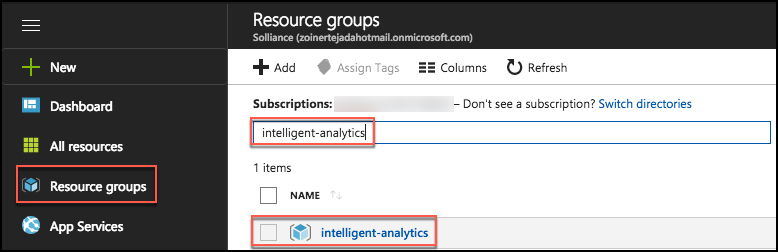 Resource groups
Solliance (zoinertejadahotmail.onmicrosoft.com)
New
Dashboard
All resources
Resource groups
App Services
Add
Assign Tags
Columns
Refresh
Subscriptions: – Don't see a subscription? Switch directories
intelligent-analytics
1 items
NAME
intelligent-analytics